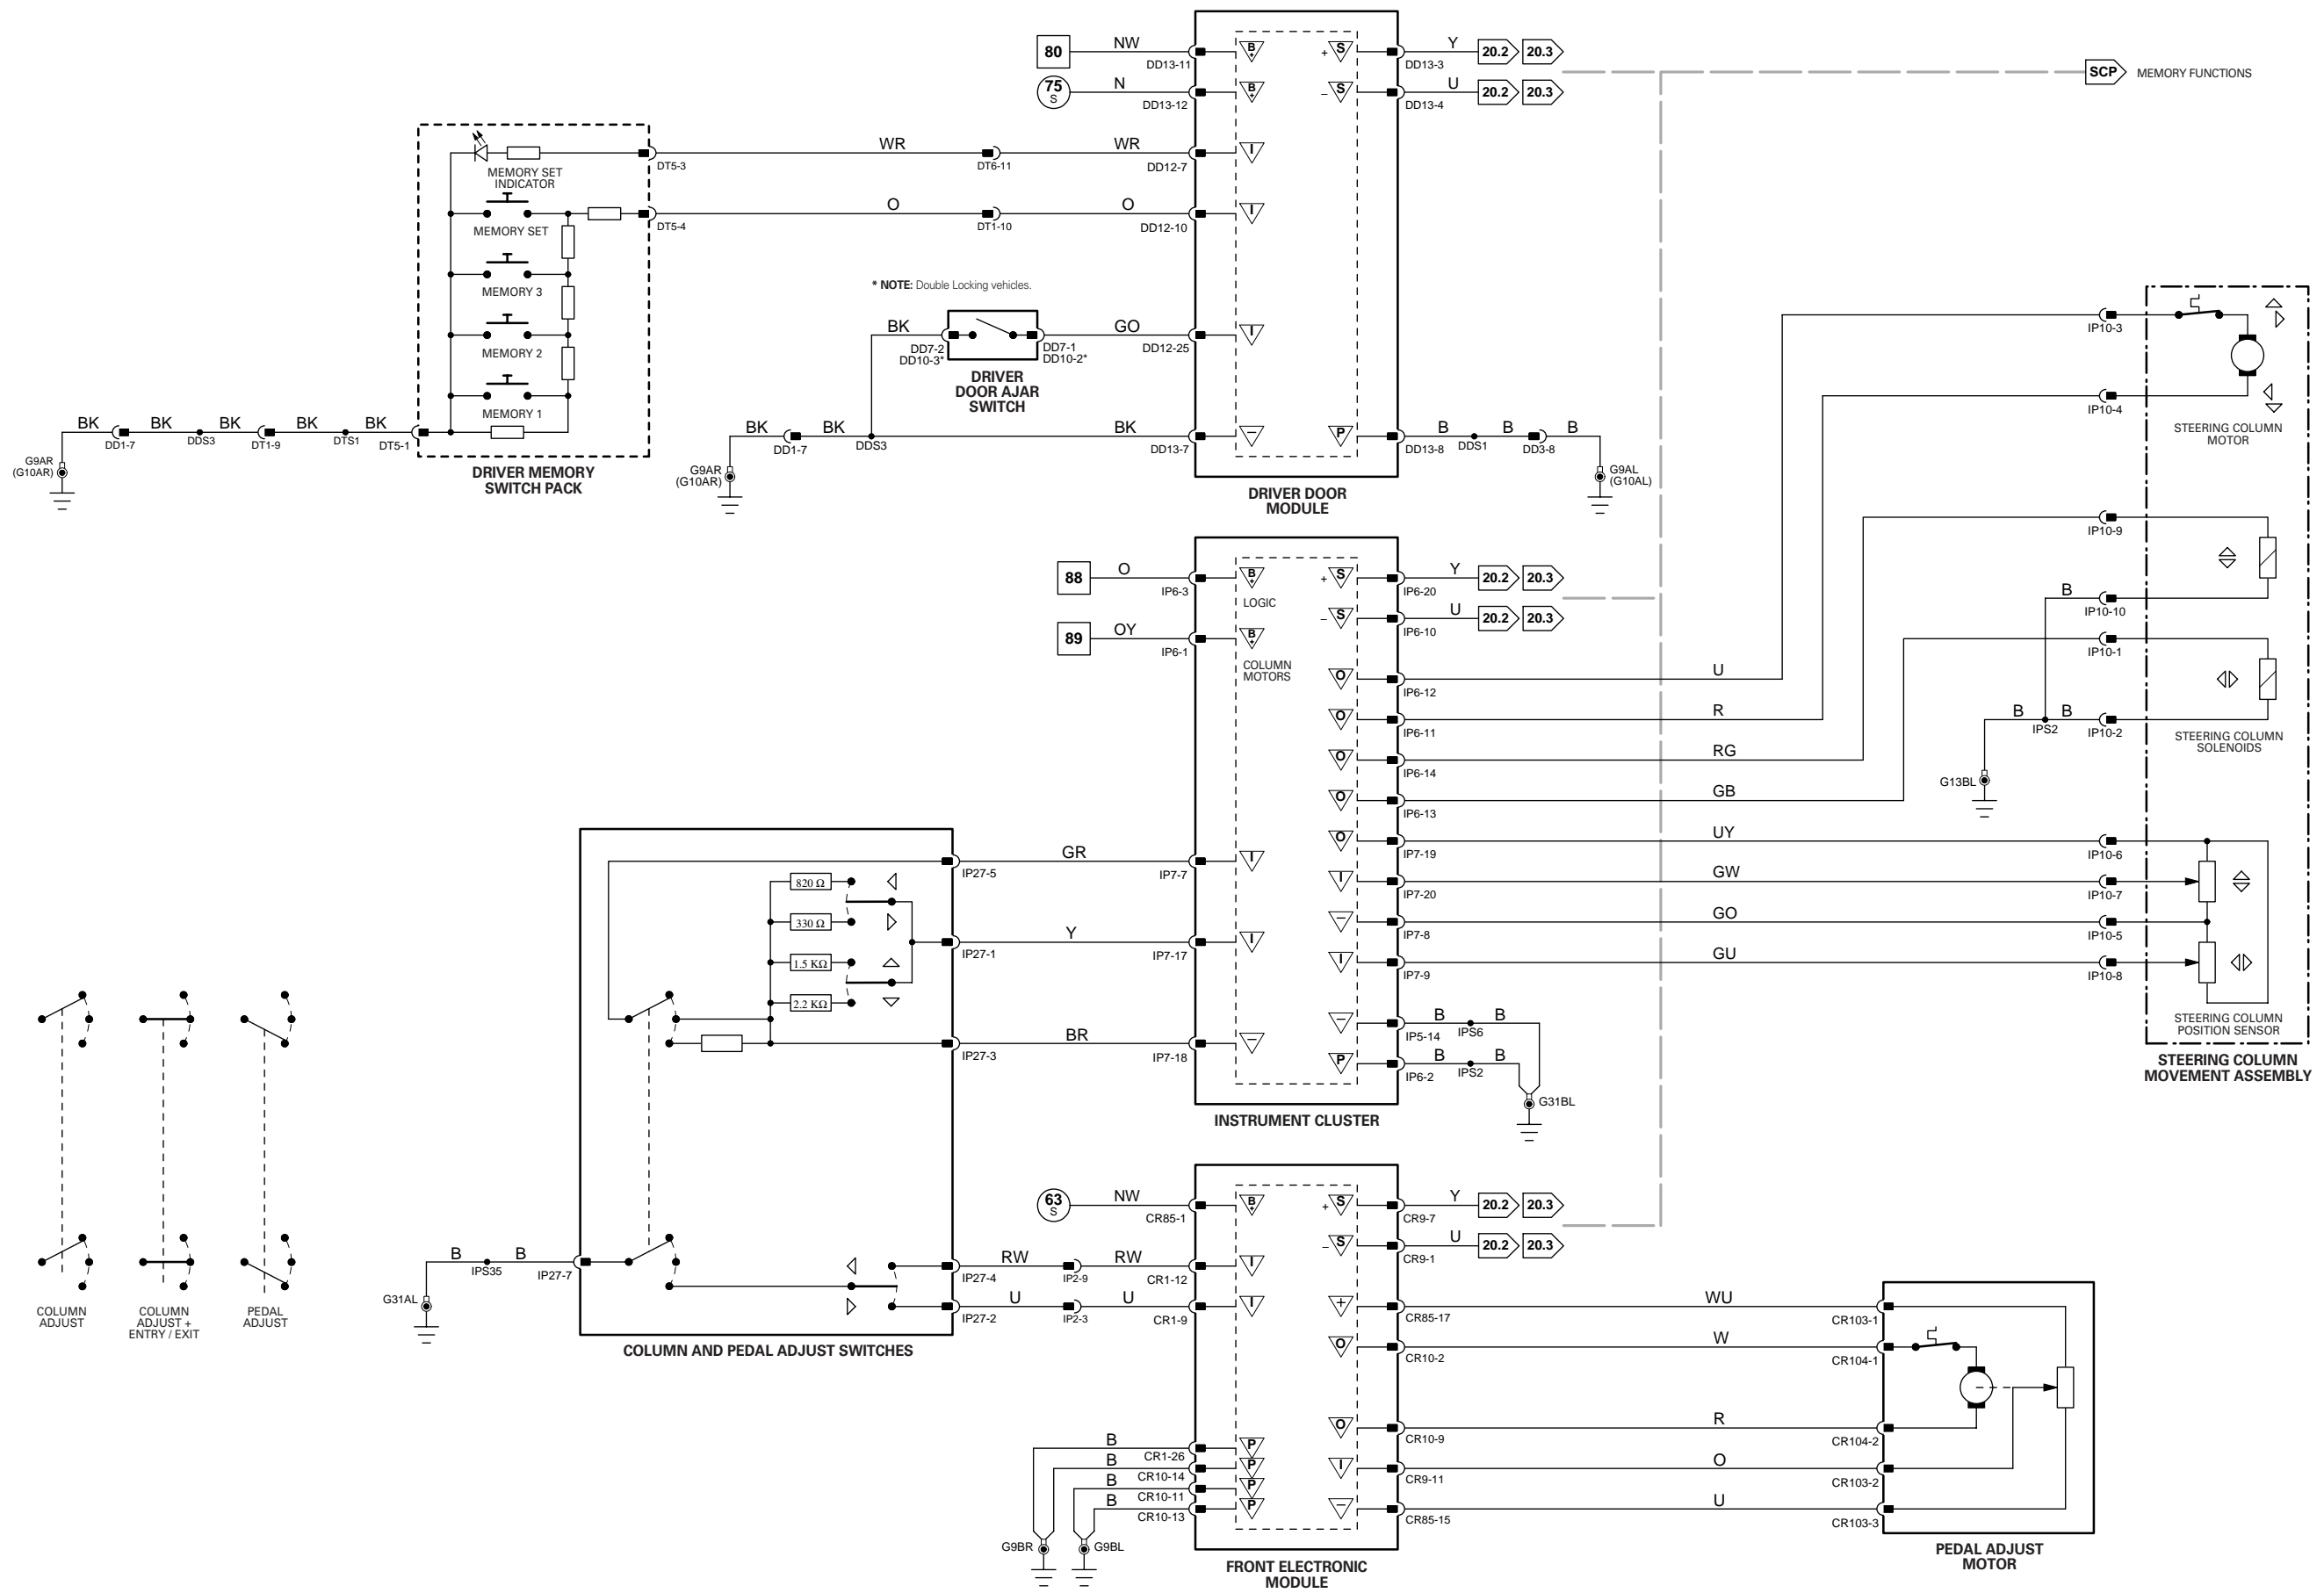 80
NW
DD13-11
B
+
+
S
Y
DD13-3
20.2
20.3
SCP
MEMORY FUNCTIONS
75
S
N
DD13-12
B
+
–
S
U
DD13-4
20.2
20.3
WR
WR
DT5-3
DT6-11
DD12-7
I
MEMORY SET
INDICATOR
O
O
DT5-4
DT1-10
DD12-10
I
MEMORY SET
MEMORY 3
* NOTE: Double Locking vehicles.
MEMORY 2
BK
DD7-2
DD10-3*
DD7-1
DD10-2*
GO
DD12-25
I
DRIVER
DOOR AJAR
SWITCH
MEMORY 1
BK
BK
BK
BK
BK
DD1-7
DDS3
DT1-9
DTS1
DT5-1
G9AR
(G10AR)
DRIVER MEMORY
SWITCH PACK
BK
BK
BK
DD1-7
DDS3
DD13-7
–
G9AR
(G10AR)
P
B
B
B
DD13-8
DDS1
DD3-8
G9AL
(G10AL)
DRIVER DOOR
MODULE
IP10-3
IP10-4
STEERING COLUMN
MOTOR
IP10-9
B
IP10-10
IP10-1
B
B
IPS2
IP10-2
G13BL
STEERING COLUMN
SOLENOIDS
88
O
IP6-3
B
+
LOGIC
+
S
Y
IP6-20
20.2
20.3
–
S
U
IP6-10
20.2
20.3
89
OY
IP6-1
B
+
COLUMN
MOTORS
O
U
IP6-12
O
R
IP6-11
O
RG
IP6-14
O
GB
IP6-13
O
UY
IP7-19
IP10-6
I
GW
IP7-20
IP10-7
–
GO
IP7-8
IP10-5
I
GU
IP7-9
IP10-8
STEERING COLUMN
POSITION SENSOR
STEERING COLUMN
MOVEMENT ASSEMBLY
GR
IP27-5
IP7-7
I
820 Ω
330 Ω
Y
IP27-1
IP7-17
I
1.5 KΩ
2.2 KΩ
BR
IP27-3
IP7-18
–
–
B
B
IP5-14
IPS6
P
B
B
IP6-2
IPS2
G31BL
INSTRUMENT CLUSTER
COLUMN
ADJUST
COLUMN
ADJUST +
ENTRY / EXIT
PEDAL
ADJUST
B
B
IPS35
IP27-7
G31AL
RW
RW
IP27-4
IP2-9
CR1-12
I
U
U
IP27-2
IP2-3
CR1-9
I
COLUMN AND PEDAL ADJUST SWITCHES
63
S
NW
CR85-1
B
+
+
S
Y
CR9-7
20.2
20.3
–
S
U
CR9-1
20.2
20.3
+
WU
CR85-17
CR103-1
O
W
CR10-2
CR104-1
O
R
CR10-9
CR104-2
I
O
CR9-11
CR103-2
–
U
CR85-15
CR103-3
B
CR1-26
P
B
CR10-14
P
B
CR10-11
P
B
CR10-13
P
G9BR
G9BL
FRONT ELECTRONIC
MODULE
PEDAL ADJUST
MOTOR